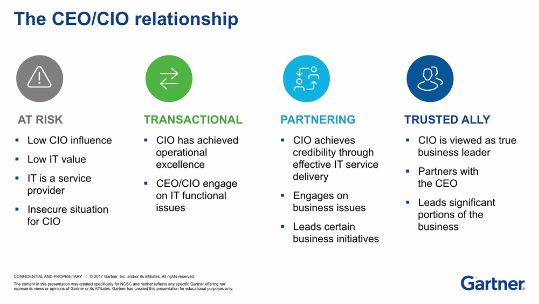 The CEO/CIO relationship
AT RISK
Low CIO influence
Low IT value
IT is a service
provider
Insecure situation
for CIO
TRANSACTIONAL
CIO has achieved
operational
excellence
CEO/CIO engage
on IT functional
issues
PARTNERING
CIO achieves
credibility through
effective IT service
delivery
Engages on
business issues
Leads certain
business initiatives
TRUSTED ALLY
CIO is viewed as true
business leader
Partners with
the CEO
Leads significant
portions of the
business
CONFIDENTIAL AND PROPRIETARY | © 2017 Gartner, Inc. and/or its affiliates. All rights reserved.
The content in this presentation was created specifically for NCSC and neither reflects any specific Gartner offering nor
represents views or opinions of Gartner or its Affiliates. Gartner has created this presentation for educational purposes only.
Gartner